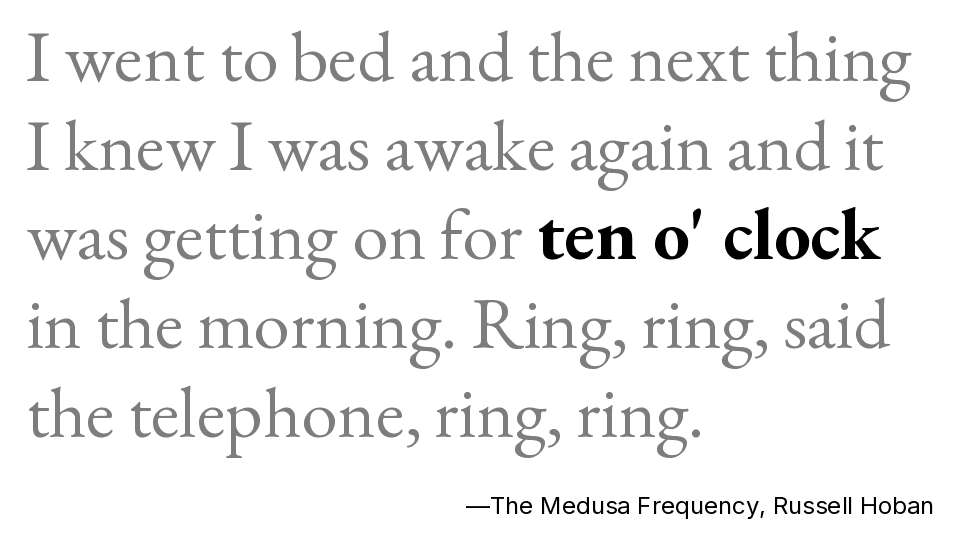 I went to bed and the next thing
I knew I was awake again and it
was getting on for ten o' clock
in the morning. Ring, ring, said
the telephone, ring, ring.
—The Medusa Frequency, Russell Hoban